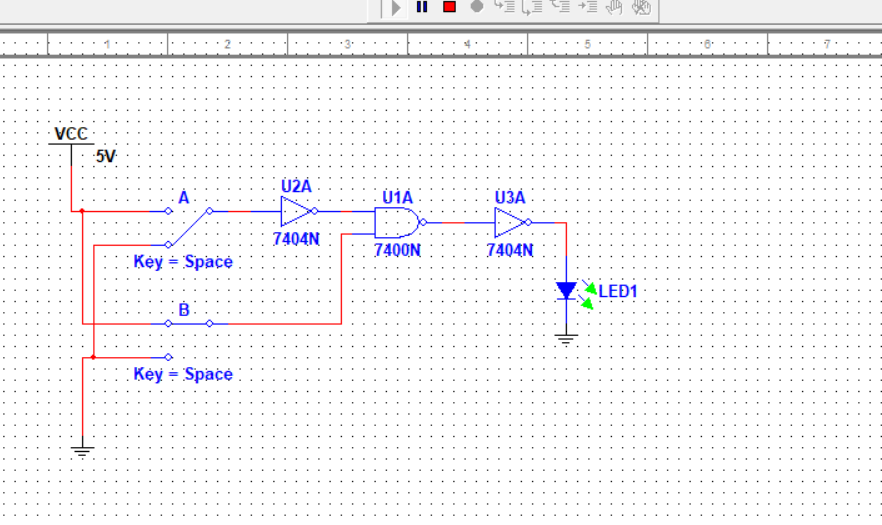 1 2 3 4 5 6 7
VCC
5V
A
U2A
U1A
U3A
7404N
7400N
7404N
Key = Space
LED1
B
Key = Space